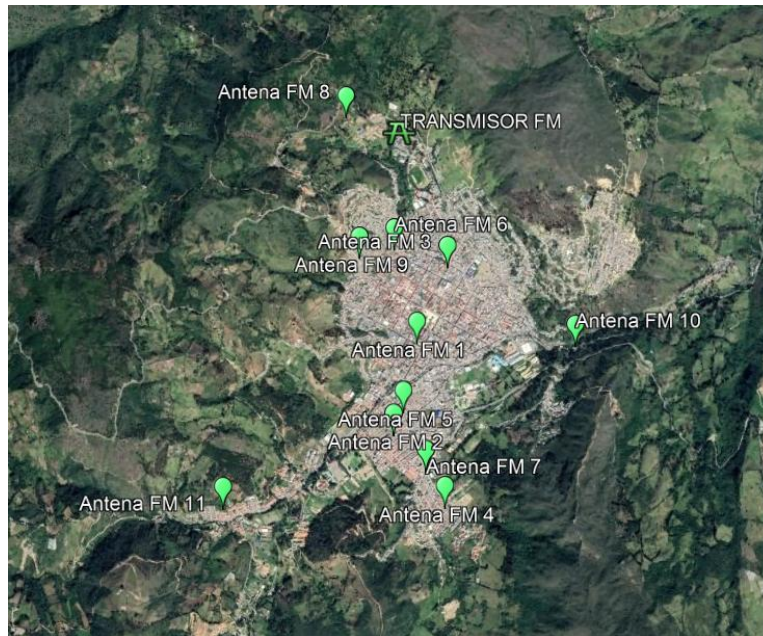 Antena FM 8
TRANSMISOR FM
Antena FM 6
Antena FM 3
Antena FM 9
Antena FM 10
Antena FM 1
Antena FM 5
Antena FM 2
Antena FM 7
Antena FM 11
Antena FM 4